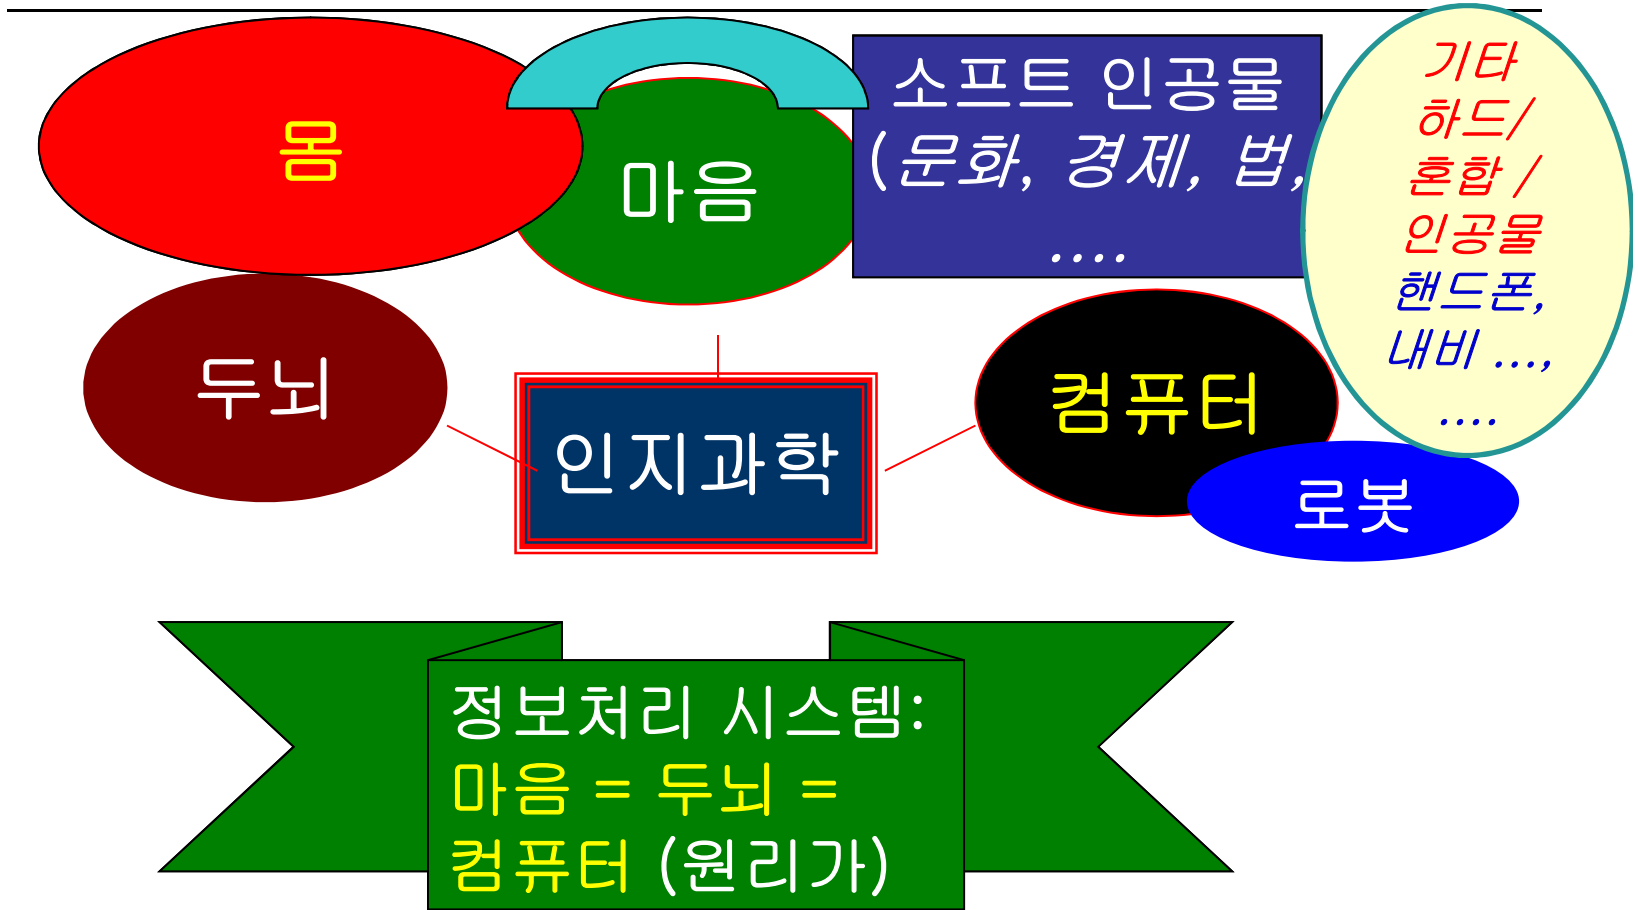 몸
마음
소프트 인공물
(문화, 경제, 법,
....
기타
하드/
혼합 /
인공물
핸드폰,
내비 ...,
....
두뇌
인지과학
컴퓨터
로봇
정보처리 시스템:
마음 = 두뇌 =
컴퓨터 (원리가)